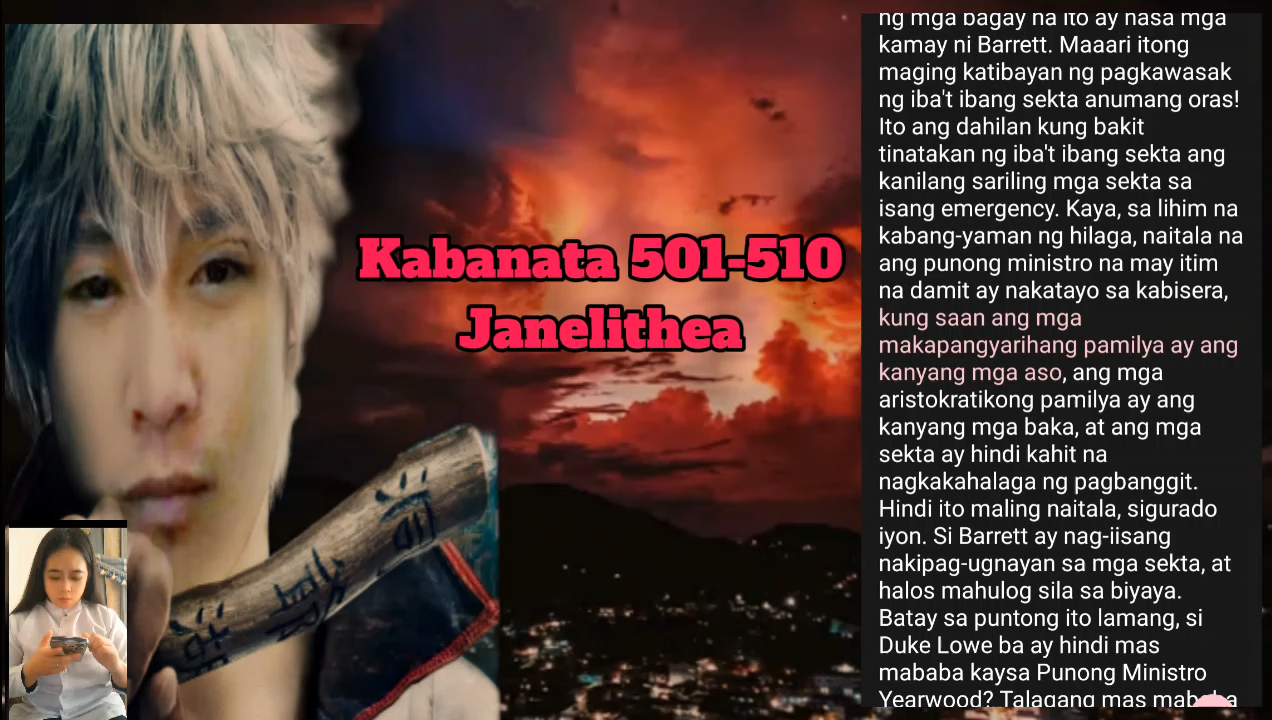 Kabanata 501-510
Janelithea
ng mga bagay na ito ay nasa mga
kamay ni Barrett. Maaari itong
maging katibayan ng pagkawasak
ng iba't ibang sekta anumang oras!
Ito ang dahilan kung bakit
tinatakan ng iba't ibang sekta ang
kanilang sariling mga sekta sa
isang emergency. Kaya, sa lihim na
kabang-yaman ng hilaga, naitala na
ang punong ministro na may itim
na damit ay nakatayo sa kabisera,
kung saan ang mga
makapangyarihang pamilya ay ang
kanyang mga aso, ang mga
aristokratikong pamilya ay ang
kanyang mga baka, at ang mga
sekta ay hindi kahit na
nagkakahalaga ng pagbanggit.
Hindi ito maling naitala, sigurado
iyon. Si Barrett ay nag-iisang
nakipag-ugnayan sa mga sekta, at
halos mahulog sila sa biyaya.
Batay sa puntong ito lamang, si
Duke Lowe ba ay hindi mas
mababa kaysa Punong Ministro
Yearwood? Talagang mas mababa